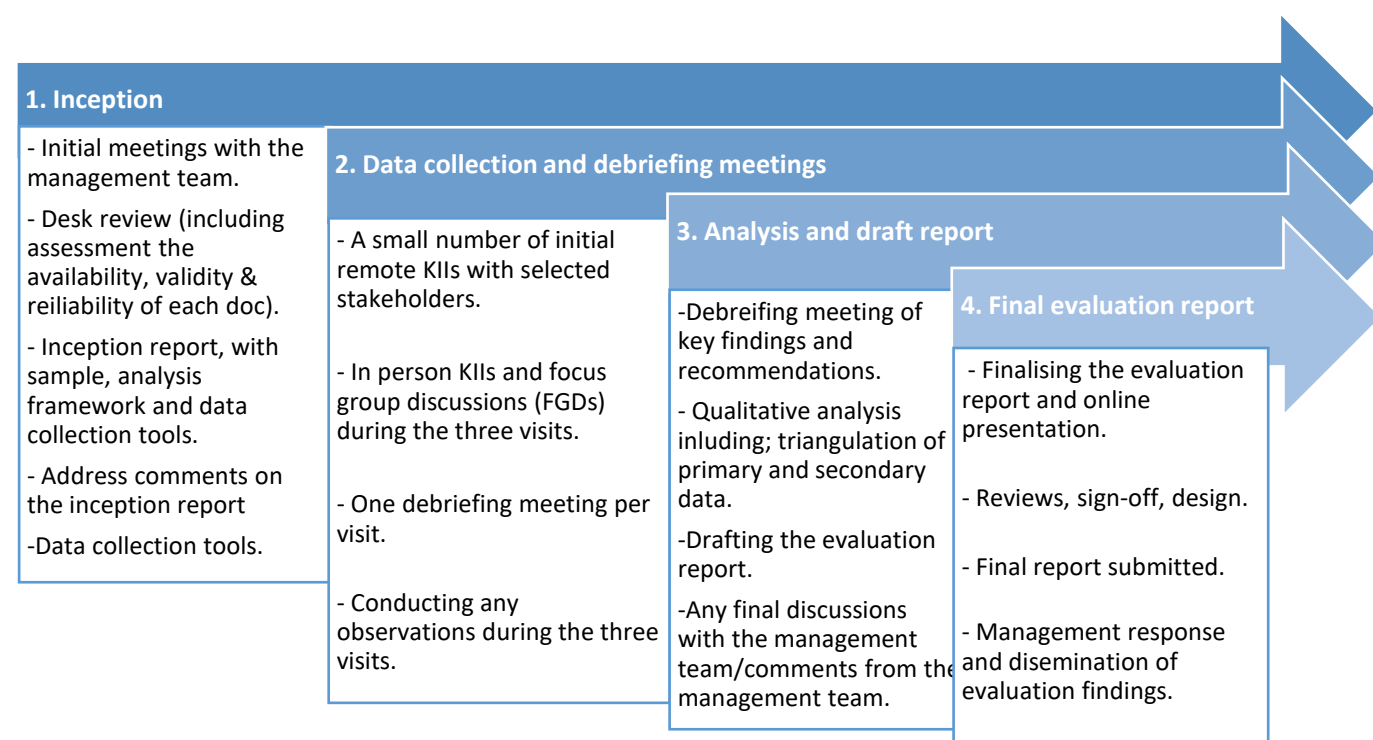 1. Inception
- Initial meetings with the
management team.
- Desk review (including
assessment the
availability, validity &
reiliability of each doc).
- Inception report, with
sample, analysis
framework and data
collection tools.
- Address comments on
the inception report
-Data collection tools.
2. Data collection and debriefing meetings
- A small number of initial
remote KIIs with selected
stakeholders.
- In person KIIs and focus
group discussions (FGDs)
during the three visits.
- One debriefing meeting per
visit.
- Conducting any
observations during the three
visits.
3. Analysis and draft report
-Debreifing meeting of
key findings and
recommendations.
- Qualitative analysis
inluding; triangulation of
primary and secondary
data.
-Drafting the evaluation
report.
-Any final discussions
with the management
team/comments from the
management team.
4. Final evaluation report
- Finalising the evaluation
report and online
presentation.
- Reviews, sign-off, design.
- Final report submitted.
- Management response
and disemination of
evaluation findings.